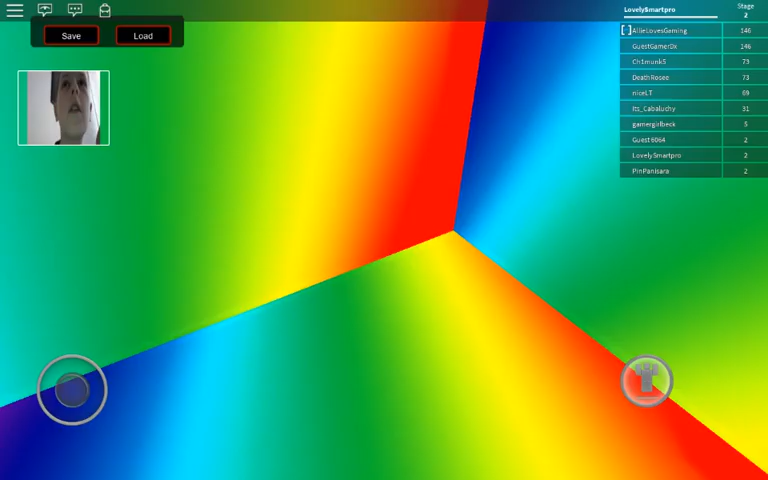 Save
Load
LovelySmartpro
Stage
2
[ ] AllieLovesGaming 146
GuestGamerDx 146
Ch1munk5 73
DeathRosee 73
niceLT 69
Its_Cabaluchy 31
gamergirlbeck 5
Guest 6064 2
LovelySmartpro 2
PinPanisara 2